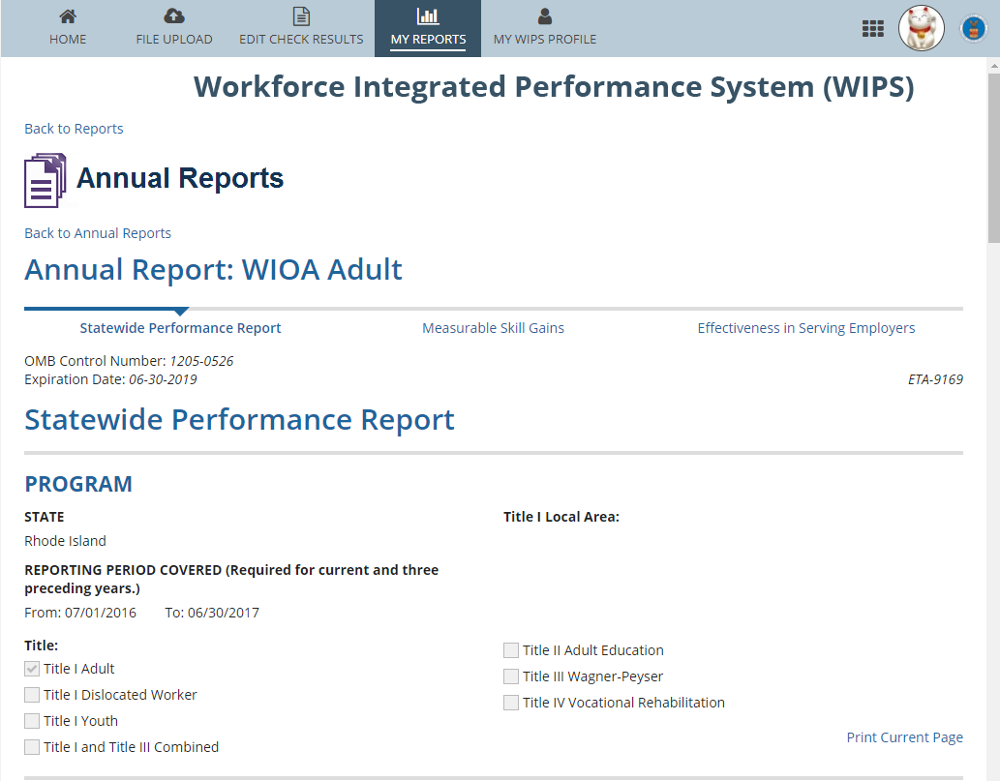 HOME
FILE UPLOAD
EDIT CHECK RESULTS
MY REPORTS
MY WIPS PROFILE
Workforce Integrated Performance System (WIPS)
Back to Reports
Annual Reports
Back to Annual Reports
Annual Report: WIOA Adult
Statewide Performance Report
Measurable Skill Gains
Effectiveness in Serving Employers
OMB Control Number: 1205-0526
Expiration Date: 06-30-2019
ETA-9169
Statewide Performance Report
PROGRAM
STATE
Rhode Island
Title I Local Area:
REPORTING PERIOD COVERED (Required for current and three
preceding years.)
From: 07/01/2016 To: 06/30/2017
Title:
Title I Adult
Title I Dislocated Worker
Title I Youth
Title I and Title III Combined
Title II Adult Education
Title III Wagner-Peyser
Title IV Vocational Rehabilitation
Print Current Page